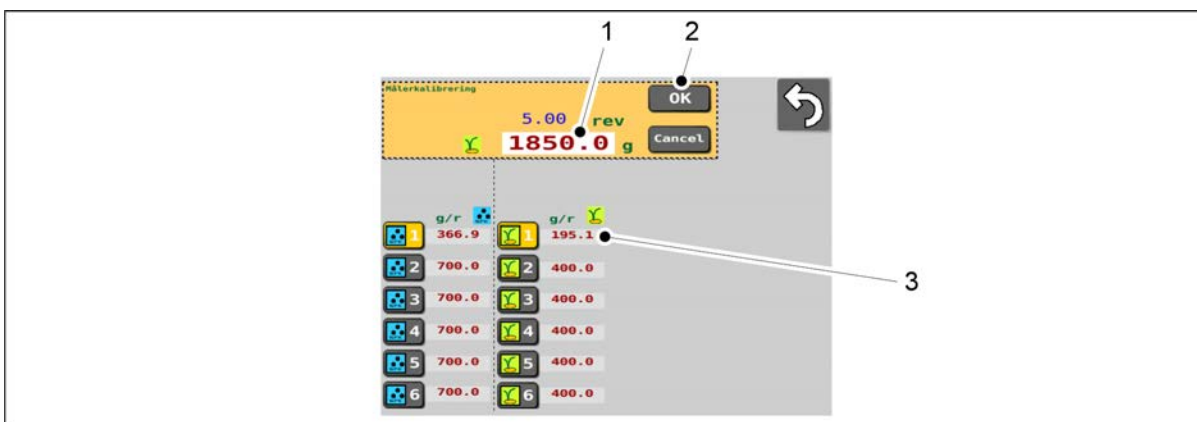 1 2
Målerkalibrering
OK
5.00 rev
1850.0 g Cancel
g/r g/r
1 366.9 1 195.1
3
2 700.0 2 400.0
3 700.0 3 400.0
4 700.0 4 400.0
5 700.0 5 400.0
6 700.0 6 400.0